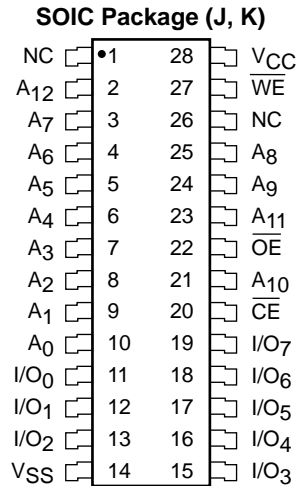 SOIC Package (J, K)
NC •1 28 VCC
A12 2 27 WE
A7 3 26 NC
A6 4 25 A8
A5 5 24 A9
A4 6 23 A11
A3 7 22 OE
A2 8 21 A10
A1 9 20 CE
A0 10 19 I/O7
I/O0 11 18 I/O6
I/O1 12 17 I/O5
I/O2 13 16 I/O4
VSS 14 15 I/O3